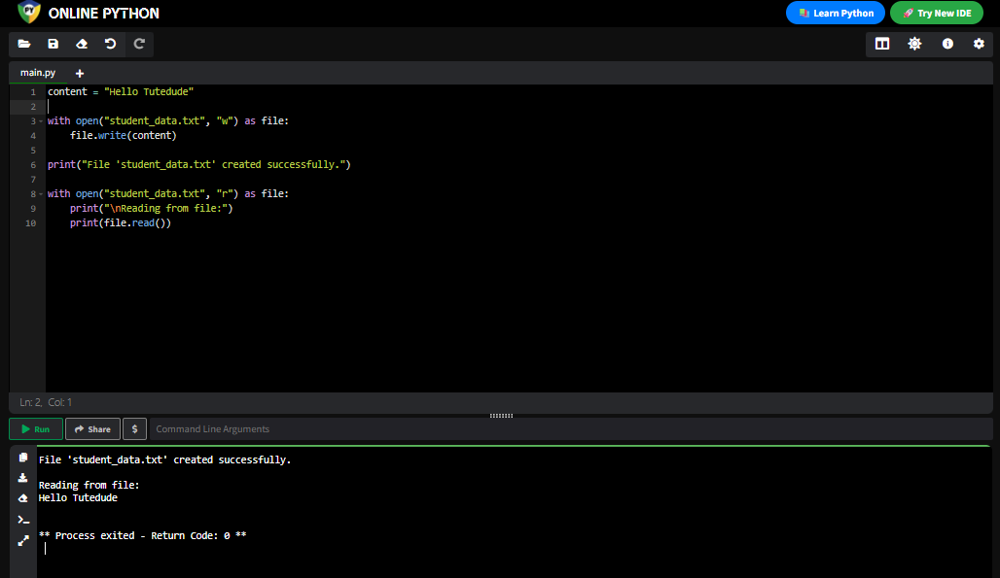 PY ONLINE PYTHON
Learn Python
Try New IDE
main.py +
1 content = "Hello Tutedude"
2
3 with open("student_data.txt", "w") as file:
4     file.write(content)
5
6 print("File 'student_data.txt' created successfully.")
7
8 with open("student_data.txt", "r") as file:
9     print("\nReading from file:")
10     print(file.read())
Ln: 2, Col: 1
Run Share $ Command Line Arguments
File 'student_data.txt' created successfully.
Reading from file:
Hello Tutedude
** Process exited - Return Code: 0 **